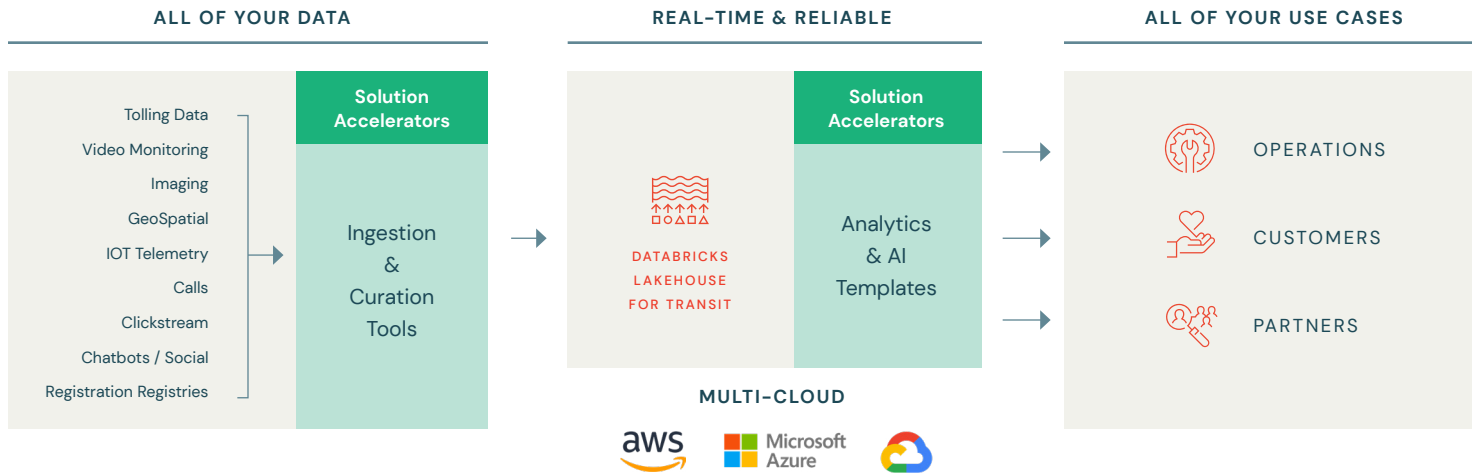 ALL OF YOUR DATA
Tolling Data
Video Monitoring
Imaging
GeoSpatial
IOT Telemetry
Calls
Clickstream
Chatbots / Social
Registration Registries
Solution
Accelerators
Ingestion
&
Curation
Tools
REAL-TIME & RELIABLE
DATABRICKS
LAKEHOUSE
FOR TRANSIT
Solution
Accelerators
Analytics
& AI
Templates
MULTI-CLOUD
aws
Microsoft
Azure
ALL OF YOUR USE CASES
OPERATIONS
CUSTOMERS
PARTNERS